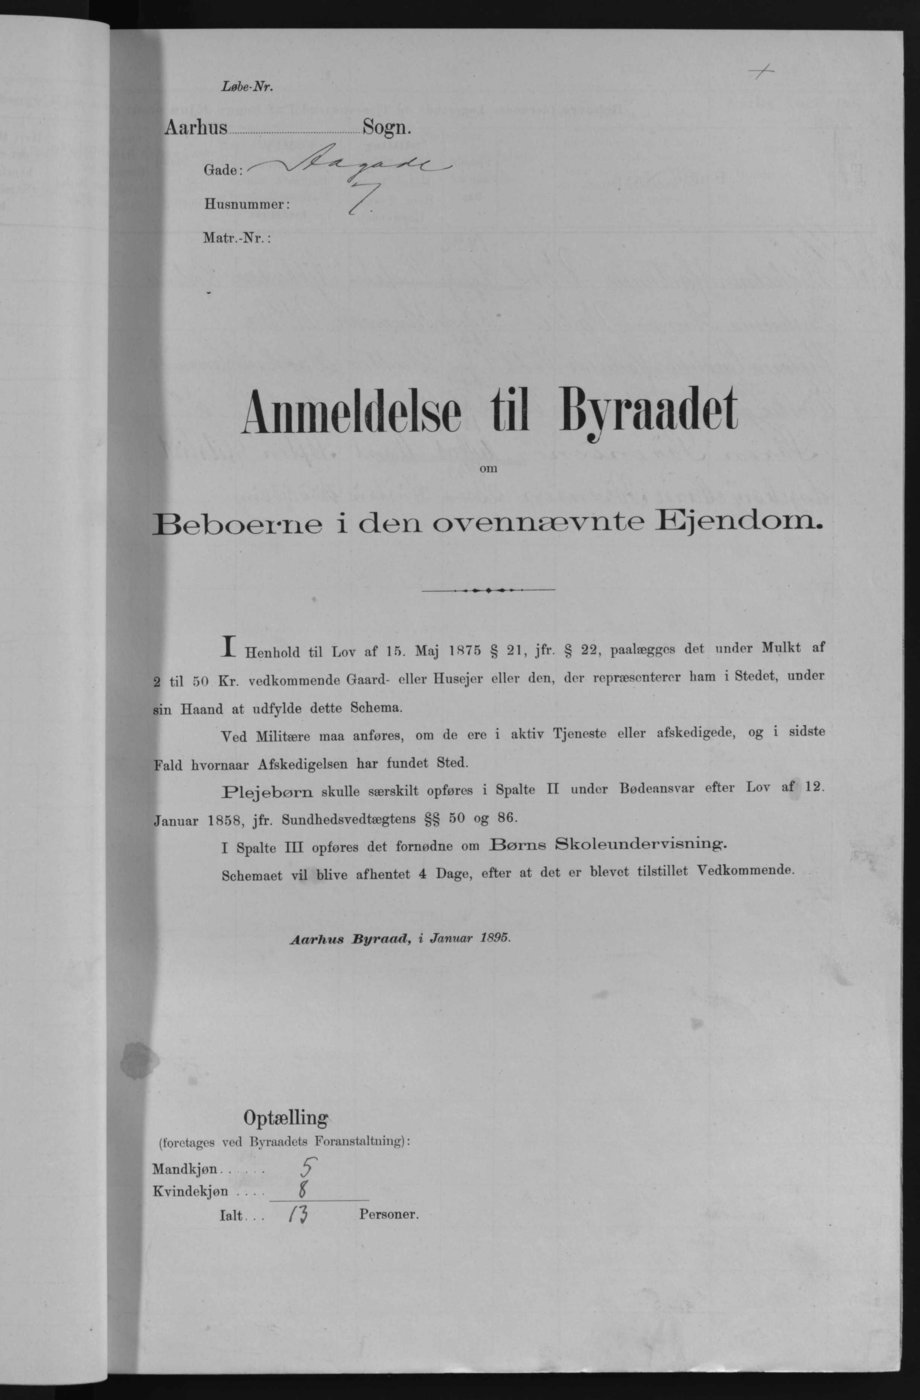 Løbe-Nr.
Aarhus Sogn.
Gade: Aagade
Husnummer: 7.
Matr.-Nr.:
Anmeldelse til Byraadet
om
Beboerne i den ovennævnte Ejendom.
I Henhold til Lov af 15. Maj 1875 § 21, jfr. § 22, paalægges det under Mulkt af
2 til 50 Kr. vedkommende Gaard- eller Husejer eller den, der repræsenterer ham i Stedet, under
sin Haand at udfylde dette Schema.
Ved Militære maa anføres, om de ere i aktiv Tjeneste eller afskedigede, og i sidste
Fald hvornaar Afskedigelsen har fundet Sted.
Plejebørn skulle særskilt opføres i Spalte II under Bødeansvar efter Lov af 12.
Januar 1858, jfr. Sundhedsvedtægtens §§ 50 og 86.
I Spalte III opføres det fornødne om Børns Skoleundervisning.
Schemaet vil blive afhentet 4 Dage, efter at det er blevet tilstillet Vedkommende.
Aarhus Byraad, i Januar 1895.
Optælling
(foretages ved Byraadets Foranstaltning):
Mandkjøn...... 5
Kvindekjøn .... 8
Ialt... 13 Personer.